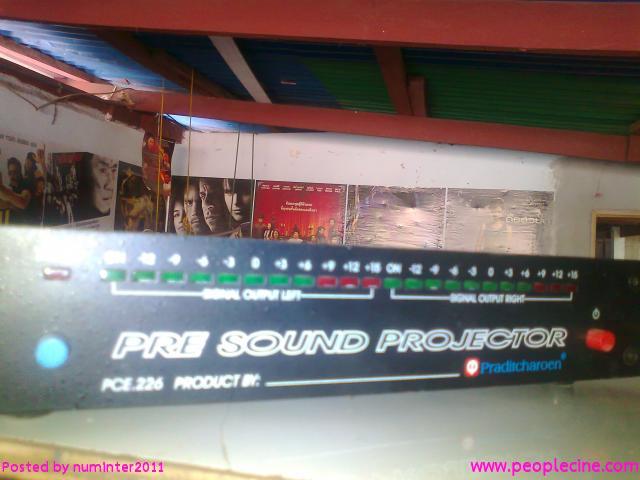 ON -12 -9 -6 -3 0 +3 +6 +9 +12 +15 ON -12 -9 -6 -3 0 +3 +6 +9 +12 +15
SIGNAL OUTPUT LEFT SIGNAL OUTPUT RIGHT
PRE SOUND PROJECTOR
PCE.226 PRODUCT BY: Praditcharoen
Posted by numinter2011 www.peoplecine.com